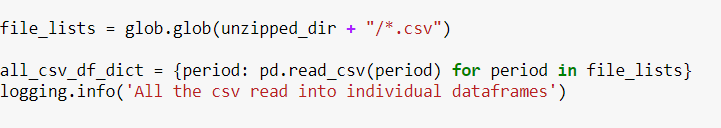 file_lists = glob.glob(unzipped_dir + "/*.csv")
all_csv_df_dict = {period: pd.read_csv(period) for period in file_lists}
logging.info('All the csv read into individual dataframes')